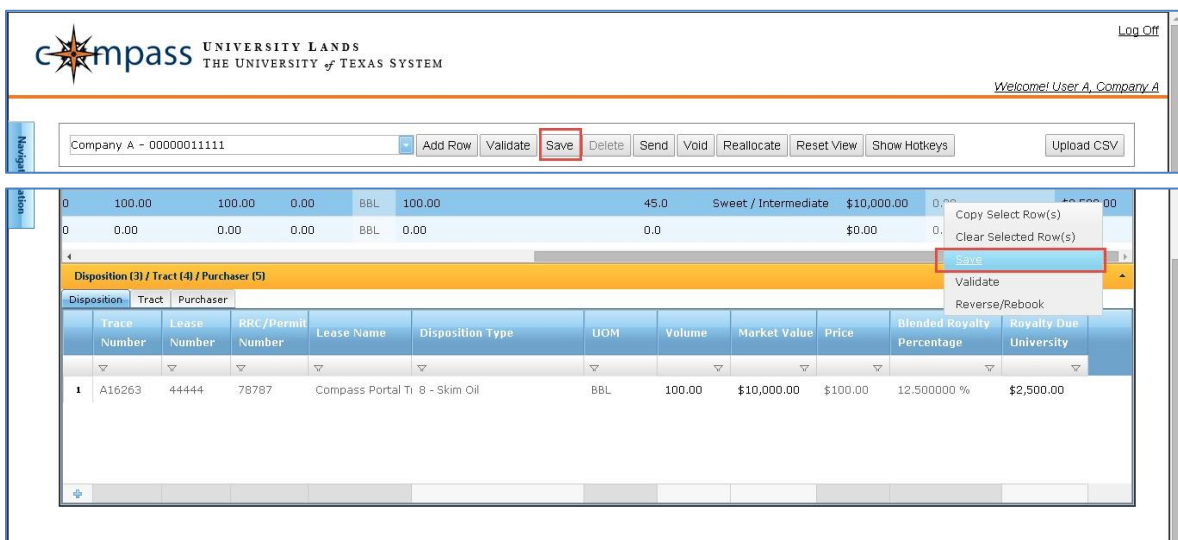 Log Off
compass UNIVERSITY LANDS
THE UNIVERSITY of TEXAS SYSTEM
Welcome! User A, Company A
Navigation
Company A - 00000011111 Add Row Validate Save Delete Send Void Reallocate Reset View Show Hotkeys Upload CSV
0 100.00 100.00 0.00 BBL 100.00 45.0 Sweet / Intermediate $10,000.00
0 0.00 0.00 0.00 BBL 0.00 0.0 $0.00
Copy Select Row(s)
Clear Selected Row(s)
Save
Validate
Reverse/Rebook
Disposition (3) / Tract (4) / Purchaser (5)
Disposition Tract Purchaser
Trace Number Lease Number RRC/Permit Number Lease Name Disposition Type UOM Volume Market Value Price Blended Royalty Percentage Royalty Due University
1 A16263 44444 78787 Compass Portal Tr 8 - Skim Oil BBL 100.00 $10,000.00 $100.00 12.500000 % $2,500.00